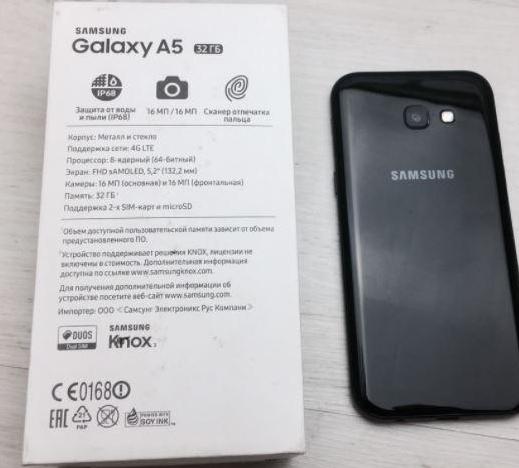 SAMSUNG
Galaxy A5 32 ГБ
IP68
Защита от воды
и пыли (IP68)
16 МП / 16 МП
Сканер отпечатка
пальца
Корпус: Металл и стекло
Поддержка сети: 4G LTE
Процессор: 8-ядерный (64-битный)
Экран: FHD sAMOLED, 5,2" (132,2 мм)
Камеры: 16 МП (основная) и 16 МП (фронтальная)
Память: 32 ГБ
Поддержка 2-х SIM-карт и microSD
Объем доступной пользовательской памяти зависит от объема
предустановленного ПО.
Устройство поддерживает решения KNOX, лицензии не
включены в стоимость. Дополнительная информация
доступна по ссылке www.samsungknox.com.
Для получения дополнительной информации об
устройстве посетите веб-сайт www.samsung.com.
Импортер: ООО <Самсунг Электроникс Рус Компани>
DUOS
Dual SIM
SAMSUNG
Knox
CE0168
EAC
21
PAP
PRINTED WITH
SOY INK
SAMSUNG